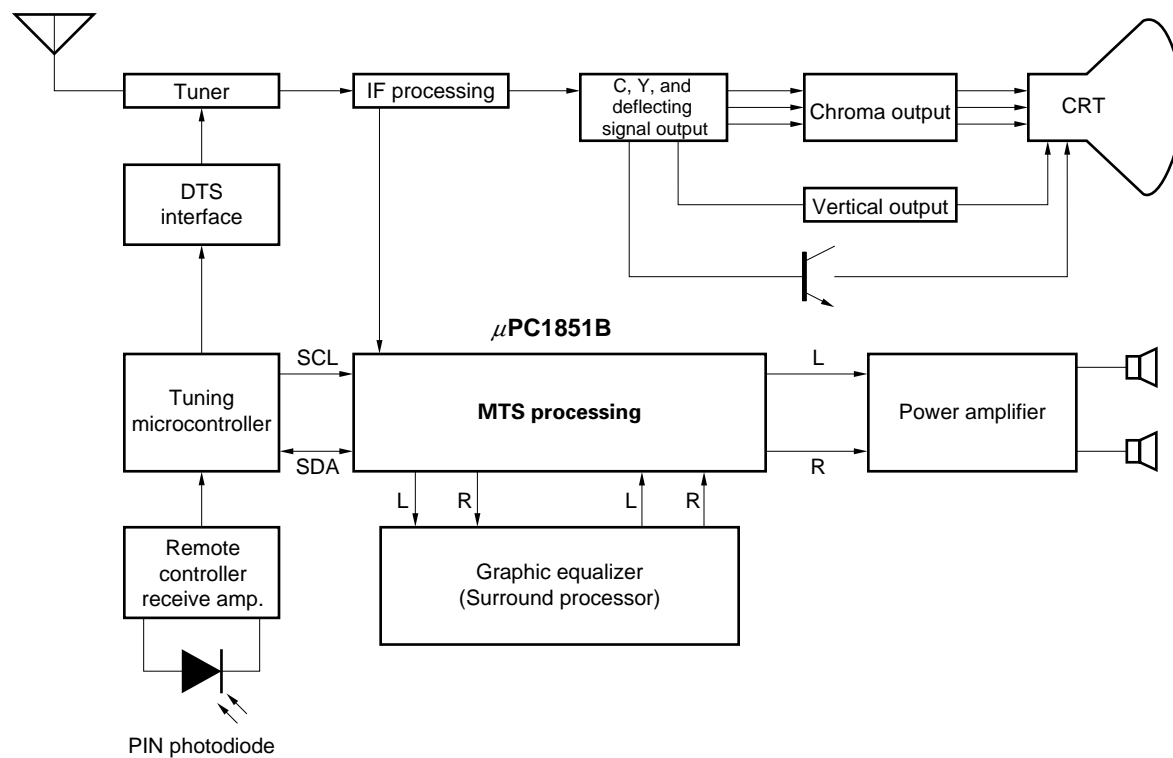 Tuner
IF processing
C, Y, and
deflecting
signal output
Chroma output
CRT
DTS
interface
Vertical output
μPC1851B
SCL
L
Tuning
microcontroller
MTS processing
Power amplifier
SDA
R
L
R
L
R
Remote
controller
receive amp.
Graphic equalizer
(Surround processor)
PIN photodiode